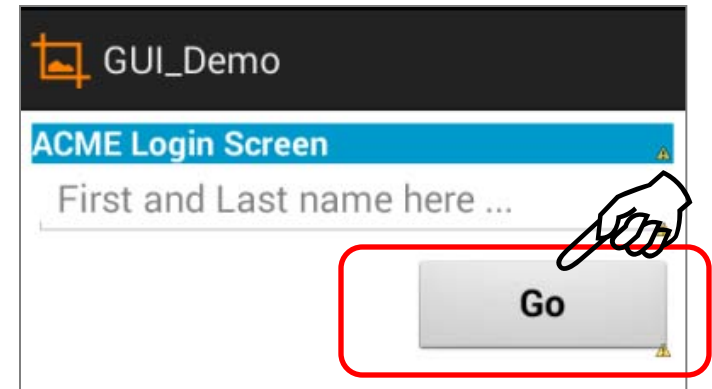 GUI_Demo
ACME Login Screen
First and Last name here ...
Go